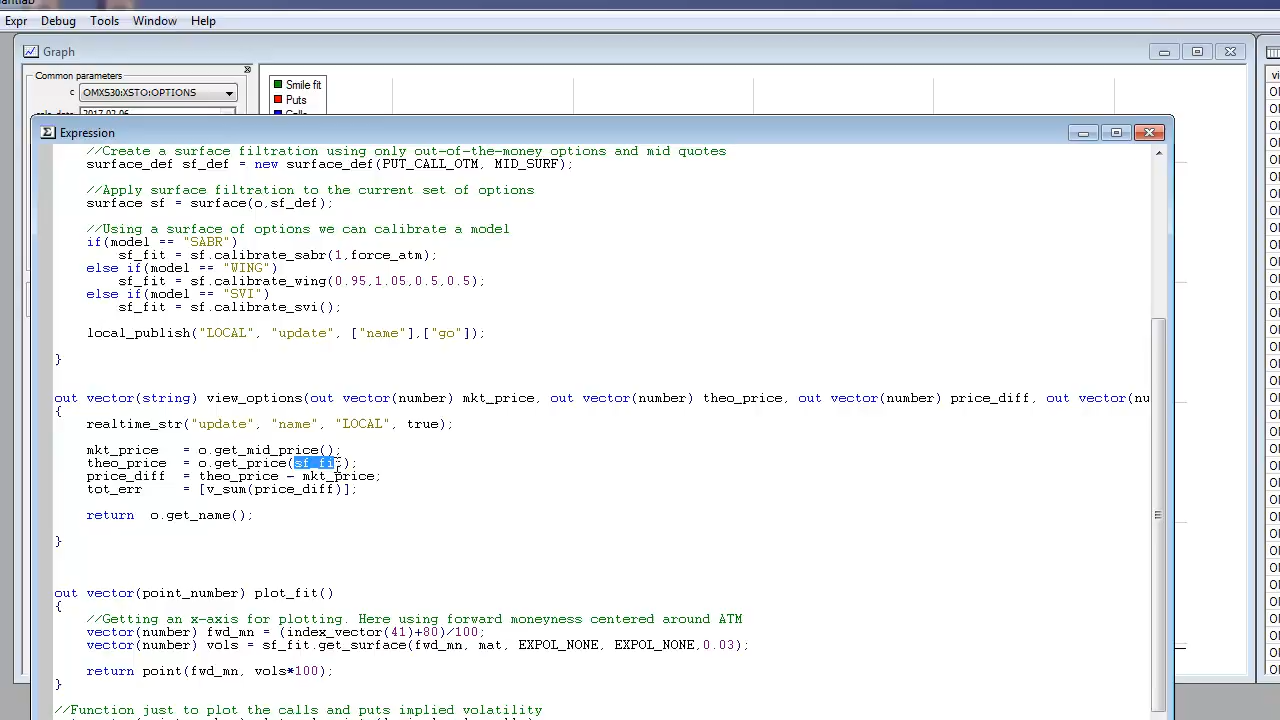 Expr Debug Tools Window Help
Graph
Common parameters
c OMXS30:XSTO:OPTIONS
Smile fit
Puts
Expression
//Create a surface filtration using only out-of-the-money options and mid quotes
surface_def sf_def = new surface_def(PUT_CALL_OTM, MID_SURF);
//Apply surface filtration to the current set of options
surface sf = surface(o,sf_def);
//Using a surface of options we can calibrate a model
if(model == "SABR")
sf_fit = sf.calibrate_sabr(1,force_atm);
else if(model == "WING")
sf_fit = sf.calibrate_wing(0.95,1.05,0.5,0.5);
else if(model == "SVI")
sf_fit = sf.calibrate_svi();
local_publish("LOCAL", "update", ["name"],["go"]);
}
out vector(string) view_options(out vector(number) mkt_price, out vector(number) theo_price, out vector(number) price_diff, out vector(nu
{
realtime_str("update", "name", "LOCAL", true);
mkt_price = o.get_mid_price();
theo_price = o.get_price(sf_fit);
price_diff = theo_price - mkt_price;
tot_err = [v_sum(price_diff)];
return o.get_name();
}
out vector(point_number) plot_fit()
{
//Getting an x-axis for plotting. Here using forward moneyness centered around ATM
vector(number) fwd_mn = (index_vector(41)+80)/100;
vector(number) vols = sf_fit.get_surface(fwd_mn, mat, EXPOL_NONE, EXPOL_NONE,0.03);
return point(fwd_mn, vols*100);
}
//Function just to plot the calls and puts implied volatility